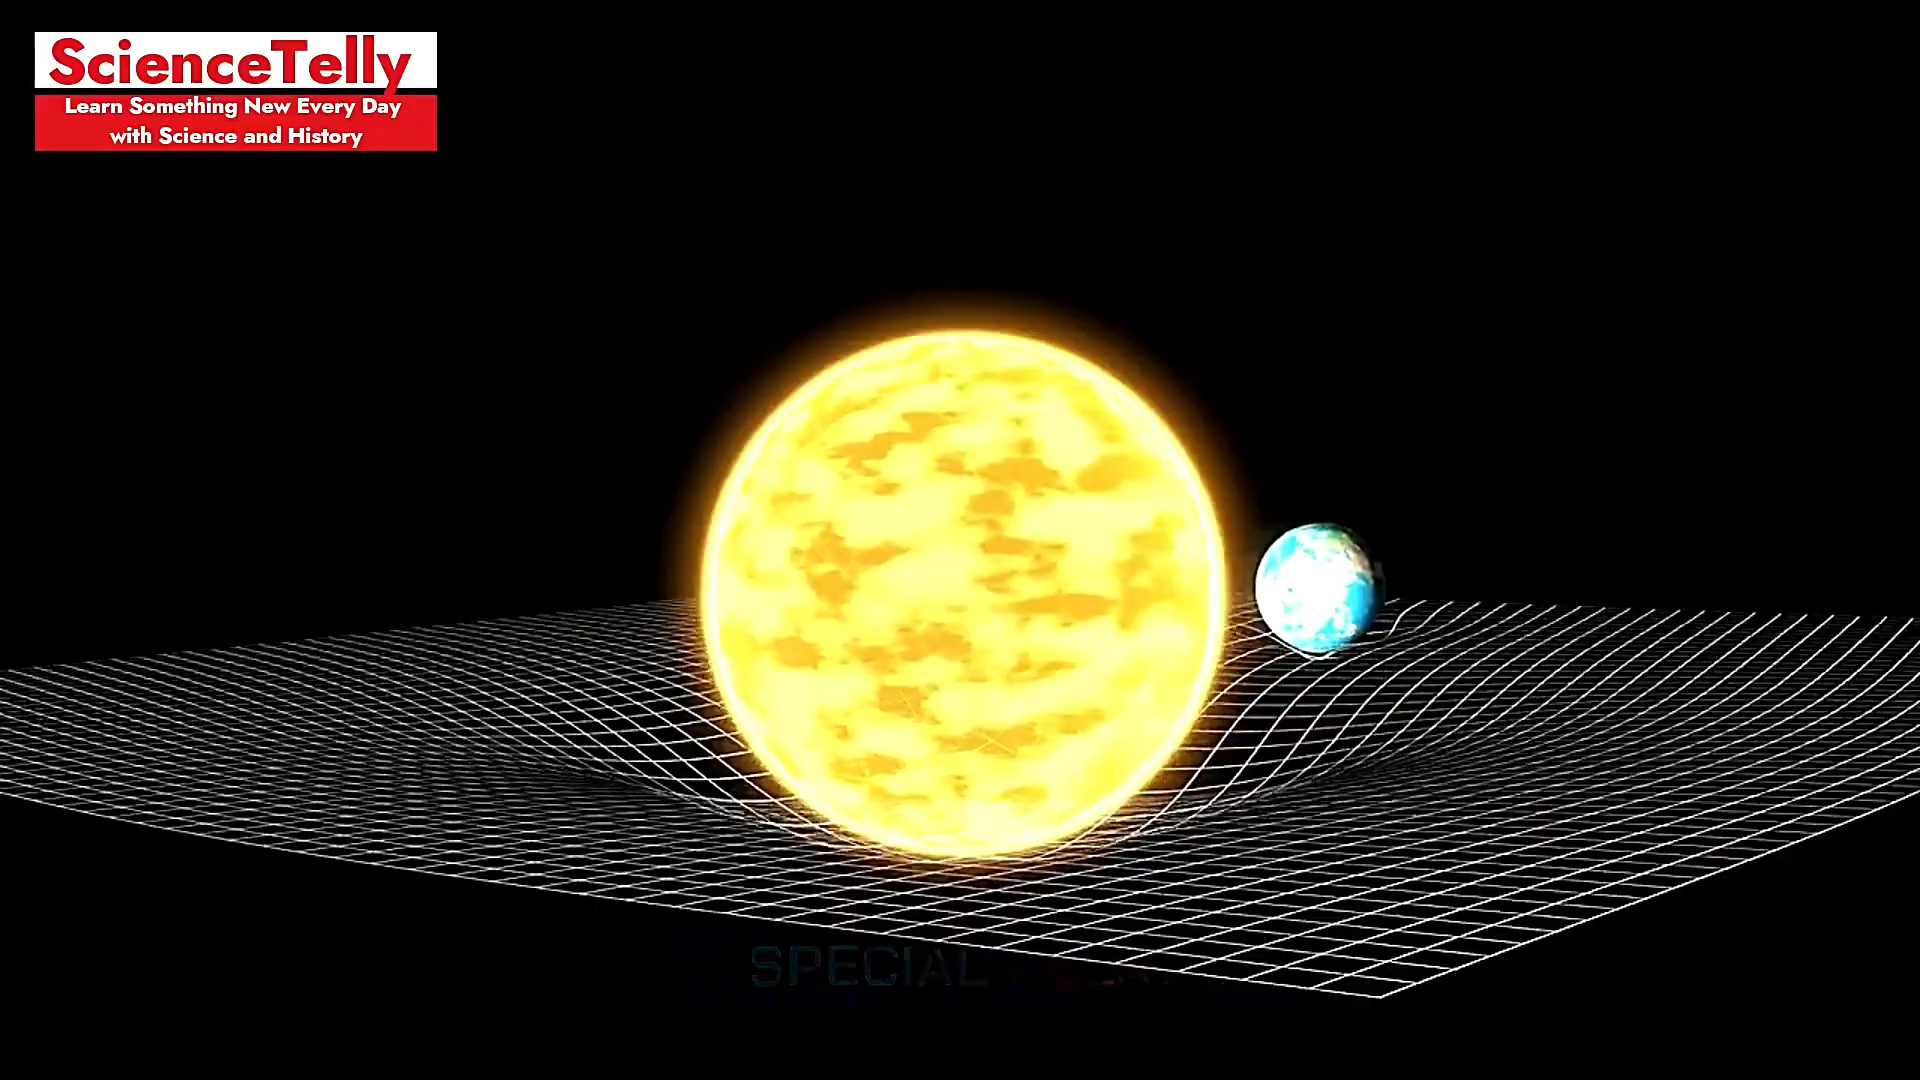 ScienceTelly
Learn Something New Every Day
with Science and History
SPECIAL